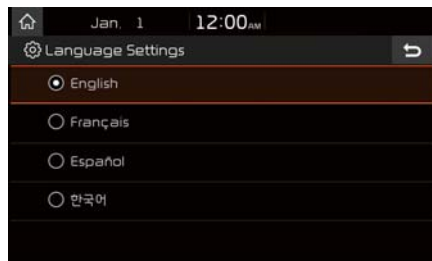 Jan. 1 12:00AM
Language Settings
English
Français
Español
한국어